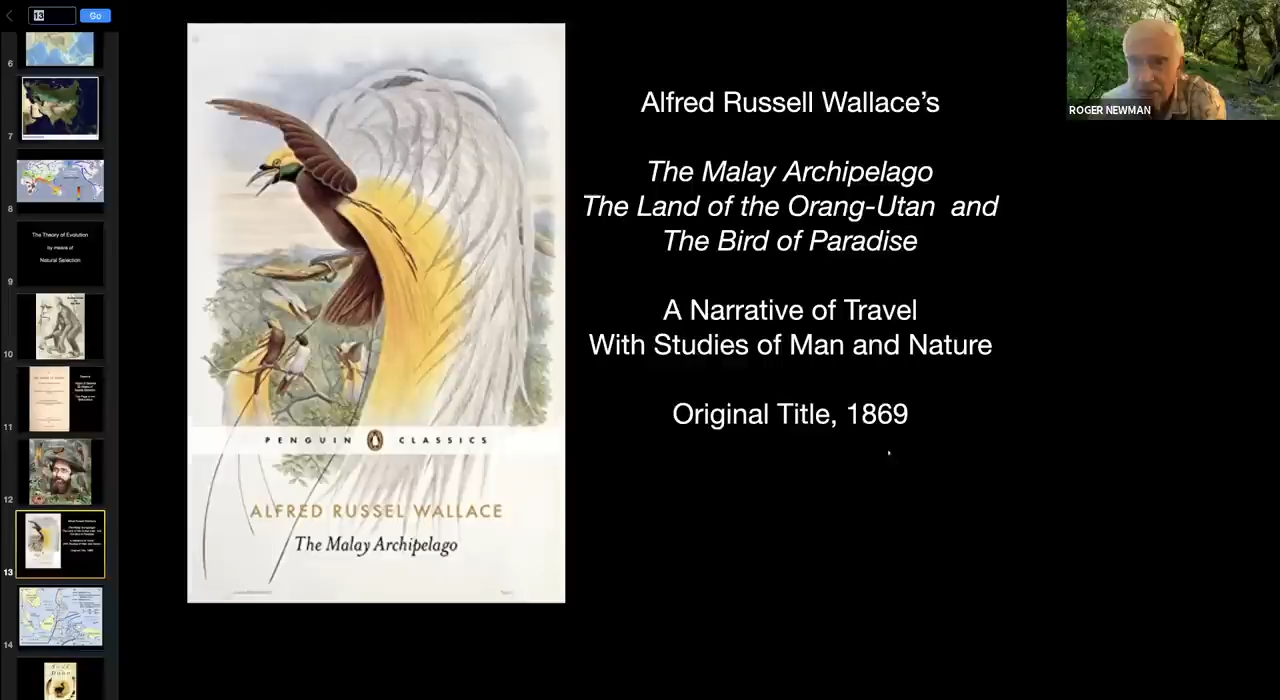 13
Go
6
7
8
The Theory of Evolution
by means of
Natural Selection
9
10
11
12
13
14
PENGUIN CLASSICS
ALFRED RUSSEL WALLACE
The Malay Archipelago
Alfred Russell Wallace’s
The Malay Archipelago
The Land of the Orang-Utan and
The Bird of Paradise
A Narrative of Travel
With Studies of Man and Nature
Original Title, 1869
ROGER NEWMAN